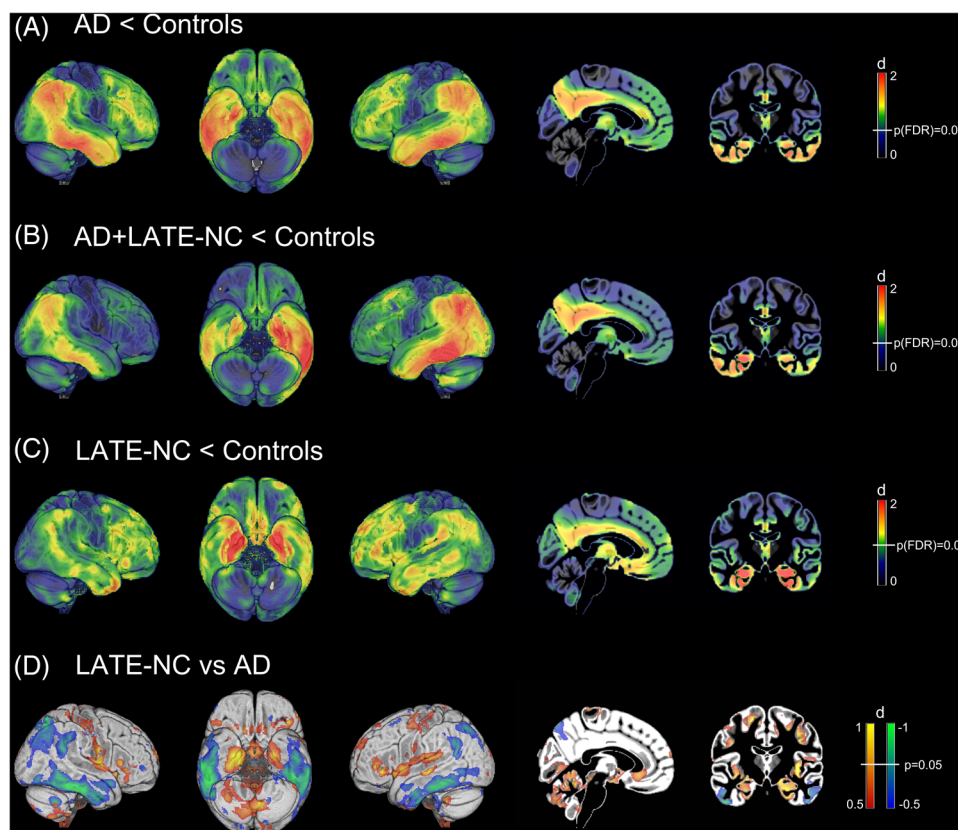 (A) AD < Controls
d
2
p(FDR)=0.0
0
(B) AD+LATE-NC < Controls
d
2
p(FDR)=0.0
0
(C) LATE-NC < Controls
d
2
p(FDR)=0.0
0
(D) LATE-NC vs AD
d
1 -1
p=0.05
0.5 -0.5